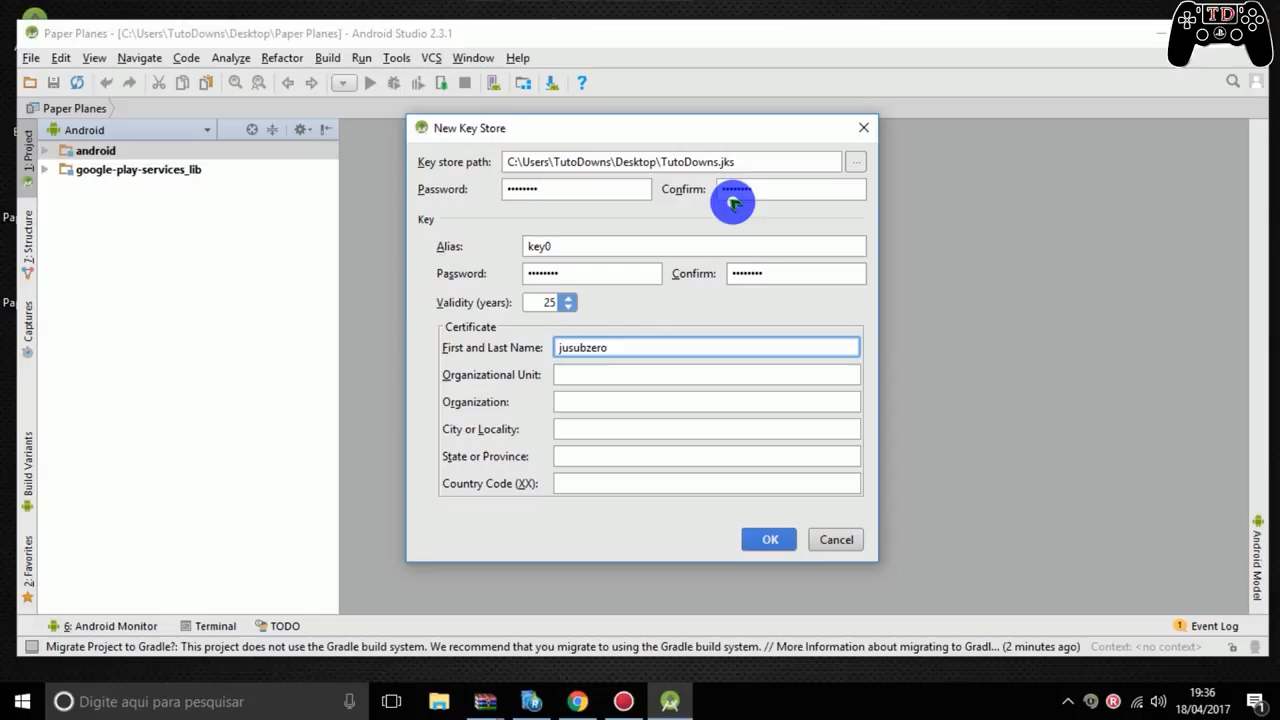 TD
Paper Planes - [C:\Users\TutoDowns\Desktop\Paper Planes] - Android Studio 2.3.1
File Edit View Navigate Code Analyze Refactor Build Run Tools VCS Window Help
Paper Planes
Android
android
google-play-services_lib
1: Project
7: Structure
Captures
Build Variants
2: Favorites
New Key Store
Key store path: C:\Users\TutoDowns\Desktop\TutoDowns.jks ...
Password: •••••••• Confirm: ••••••••
Key
Alias: key0
Password: •••••••• Confirm: ••••••••
Validity (years): 25
Certificate
First and Last Name: jusubzero
Organizational Unit:
Organization:
City or Locality:
State or Province:
Country Code (XX):
OK Cancel
Android Model
6: Android Monitor Terminal TODO 1 Event Log
Migrate Project to Gradle?: This project does not use the Gradle build system. We recommend that you migrate to using the Gradle build system. // More Information about migrating to Gradl... (2 minutes ago) Context: <no context>
Digite aqui para pesquisar
19:36
18/04/2017
1